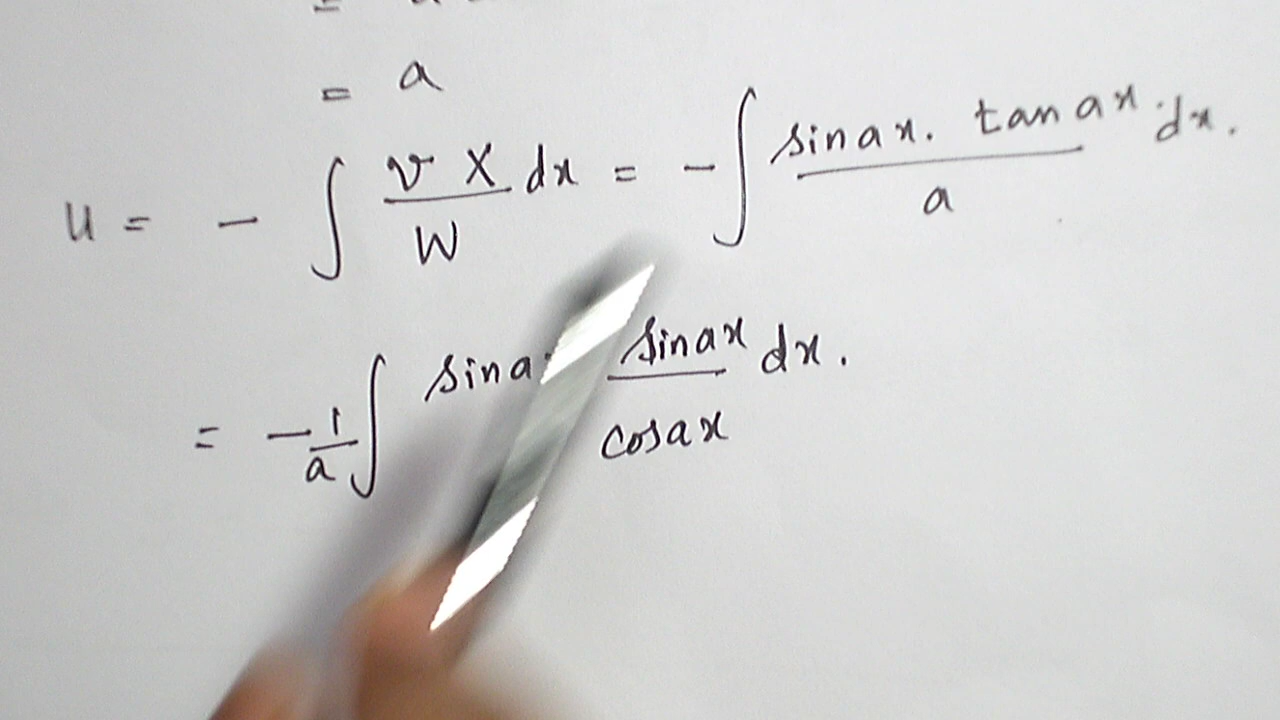 = a
u = - ∫ v X / W dx = - ∫ sin ax . tan ax / a . dx .
= - 1/a ∫ sin a sin ax / cos ax dx .